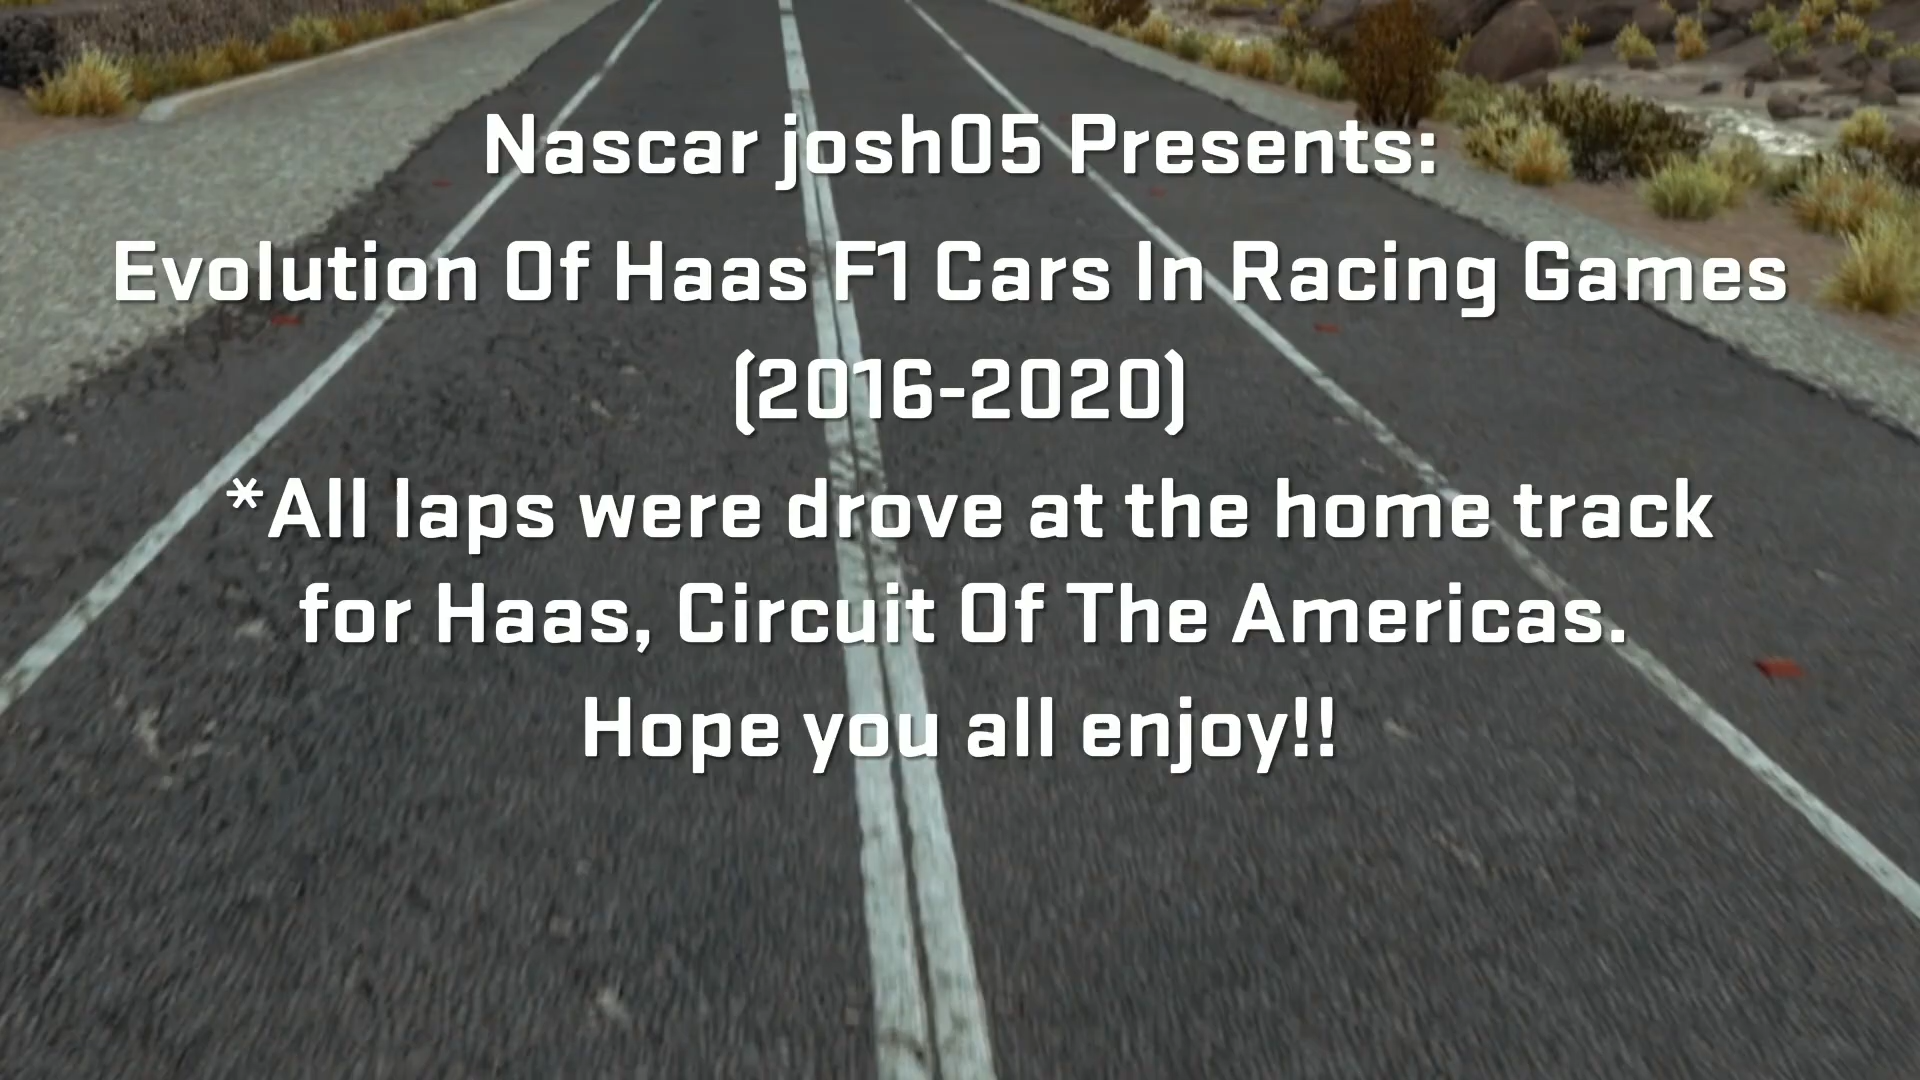 Nascar josh05 Presents:
Evolution Of Haas F1 Cars In Racing Games
(2016-2020)
*All laps were drove at the home track
for Haas, Circuit Of The Americas.
Hope you all enjoy!!